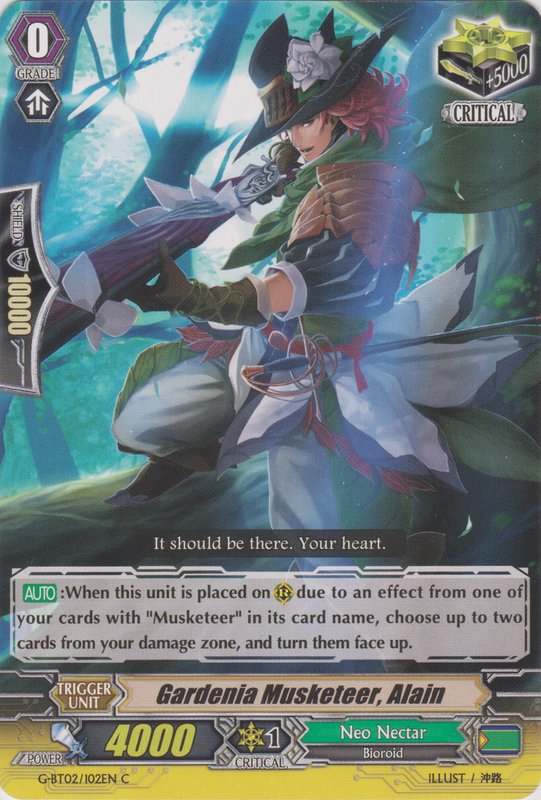 0
GRADE
+5000
CRITICAL
SHIELD
10000
It should be there. Your heart.
AUTO:When this unit is placed on R due to an effect from one of
your cards with "Musketeer" in its card name, choose up to two
cards from your damage zone, and turn them face up.
TRIGGER
UNIT
Gardenia Musketeer, Alain
POWER
4000
1
CRITICAL
Neo Nectar
Bioroid
G-BT02/102EN C
ILLUST / 沖路